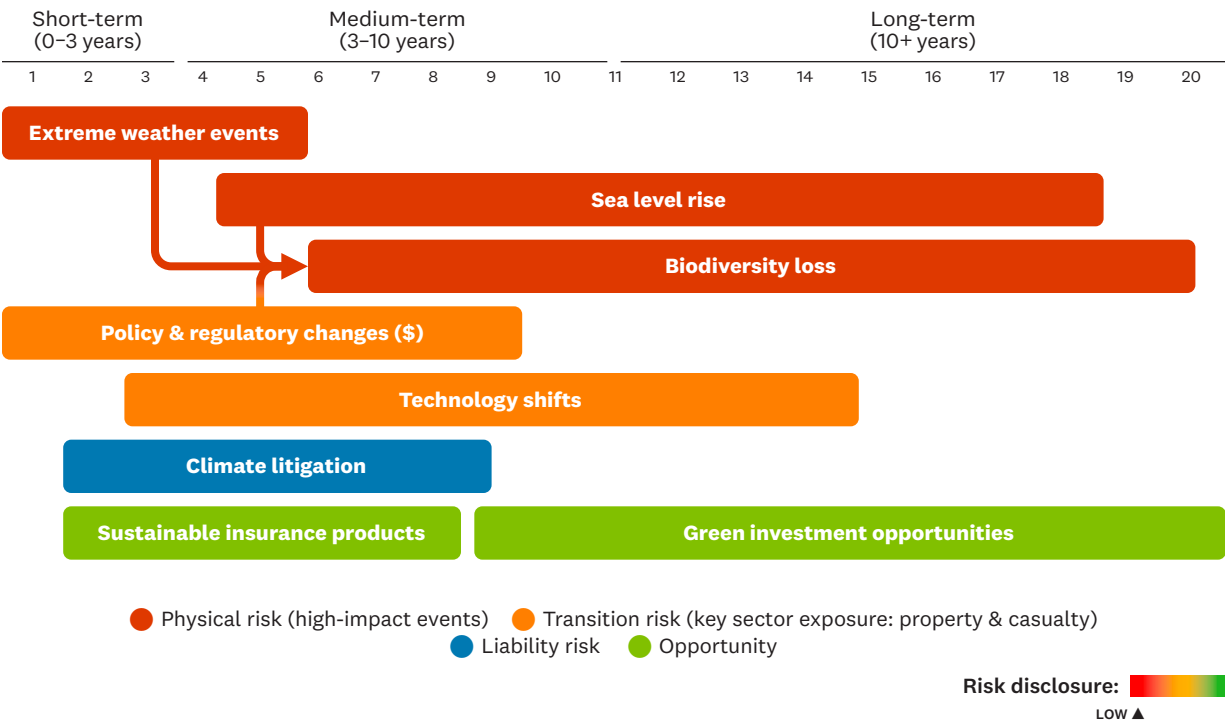 Short-term
(0–3 years)
Medium-term
(3–10 years)
Long-term
(10+ years)
1 2 3 4 5 6 7 8 9 10 11 12 13 14 15 16 17 18 19 20
Extreme weather events
Sea level rise
Biodiversity loss
Policy & regulatory changes ($)
Technology shifts
Climate litigation
Sustainable insurance products
Green investment opportunities
Physical risk (high-impact events)
Transition risk (key sector exposure: property & casualty)
Liability risk
Opportunity
Risk disclosure:
LOW